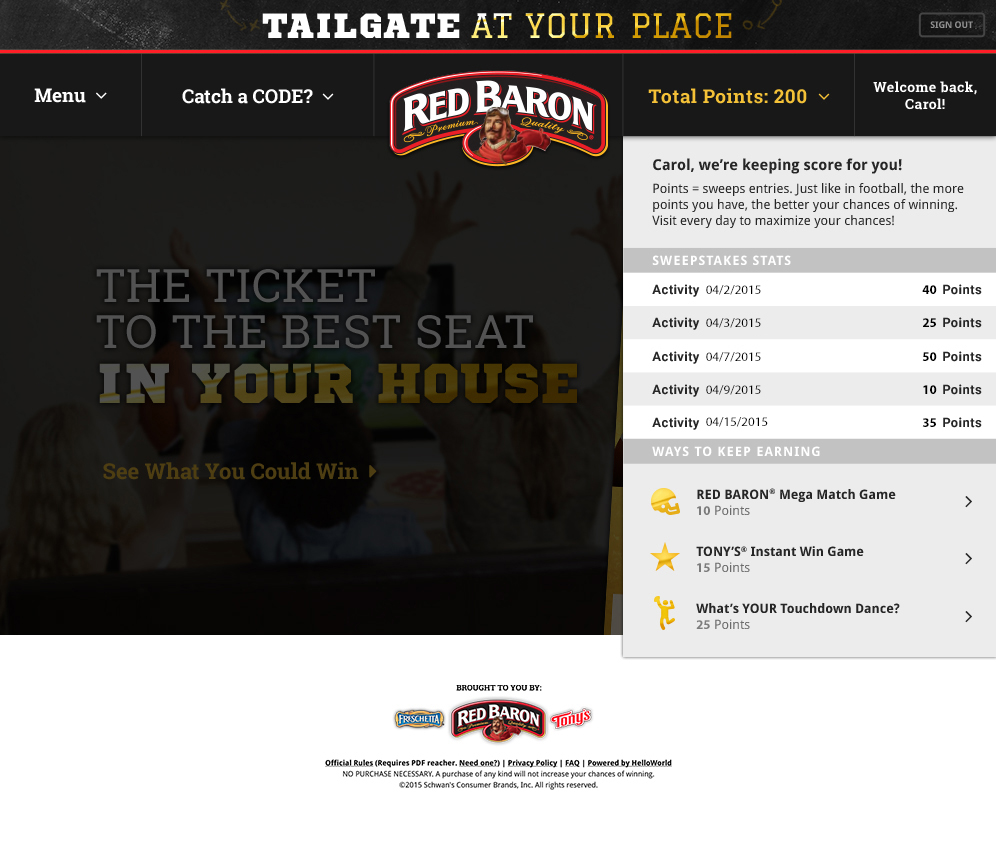 TAILGATE AT YOUR PLACE
SIGN OUT
Menu
Catch a CODE?
RED BARON
Premium Quality
Total Points: 200
Welcome back,
Carol!
THE TICKET
TO THE BEST SEAT
IN YOUR HOUSE
See What You Could Win
Carol, we're keeping score for you!
Points = sweeps entries. Just like in football, the more
points you have, the better your chances of winning.
Visit every day to maximize your chances!
SWEEPSTAKES STATS
Activity 04/2/2015 40 Points
Activity 04/3/2015 25 Points
Activity 04/7/2015 50 Points
Activity 04/9/2015 10 Points
Activity 04/15/2015 35 Points
WAYS TO KEEP EARNING
RED BARON® Mega Match Game
10 Points
TONY'S® Instant Win Game
15 Points
What's YOUR Touchdown Dance?
25 Points
BROUGHT TO YOU BY:
FRESCHETTA
RED BARON
Premium Quality
Tony's
Official Rules (Requires PDF reacher. Need one?) | Privacy Policy | FAQ | Powered by HelloWorld
NO PURCHASE NECESSARY. A purchase of any kind will not increase your chances of winning.
©2015 Schwan's Consumer Brands, Inc. All rights reserved.